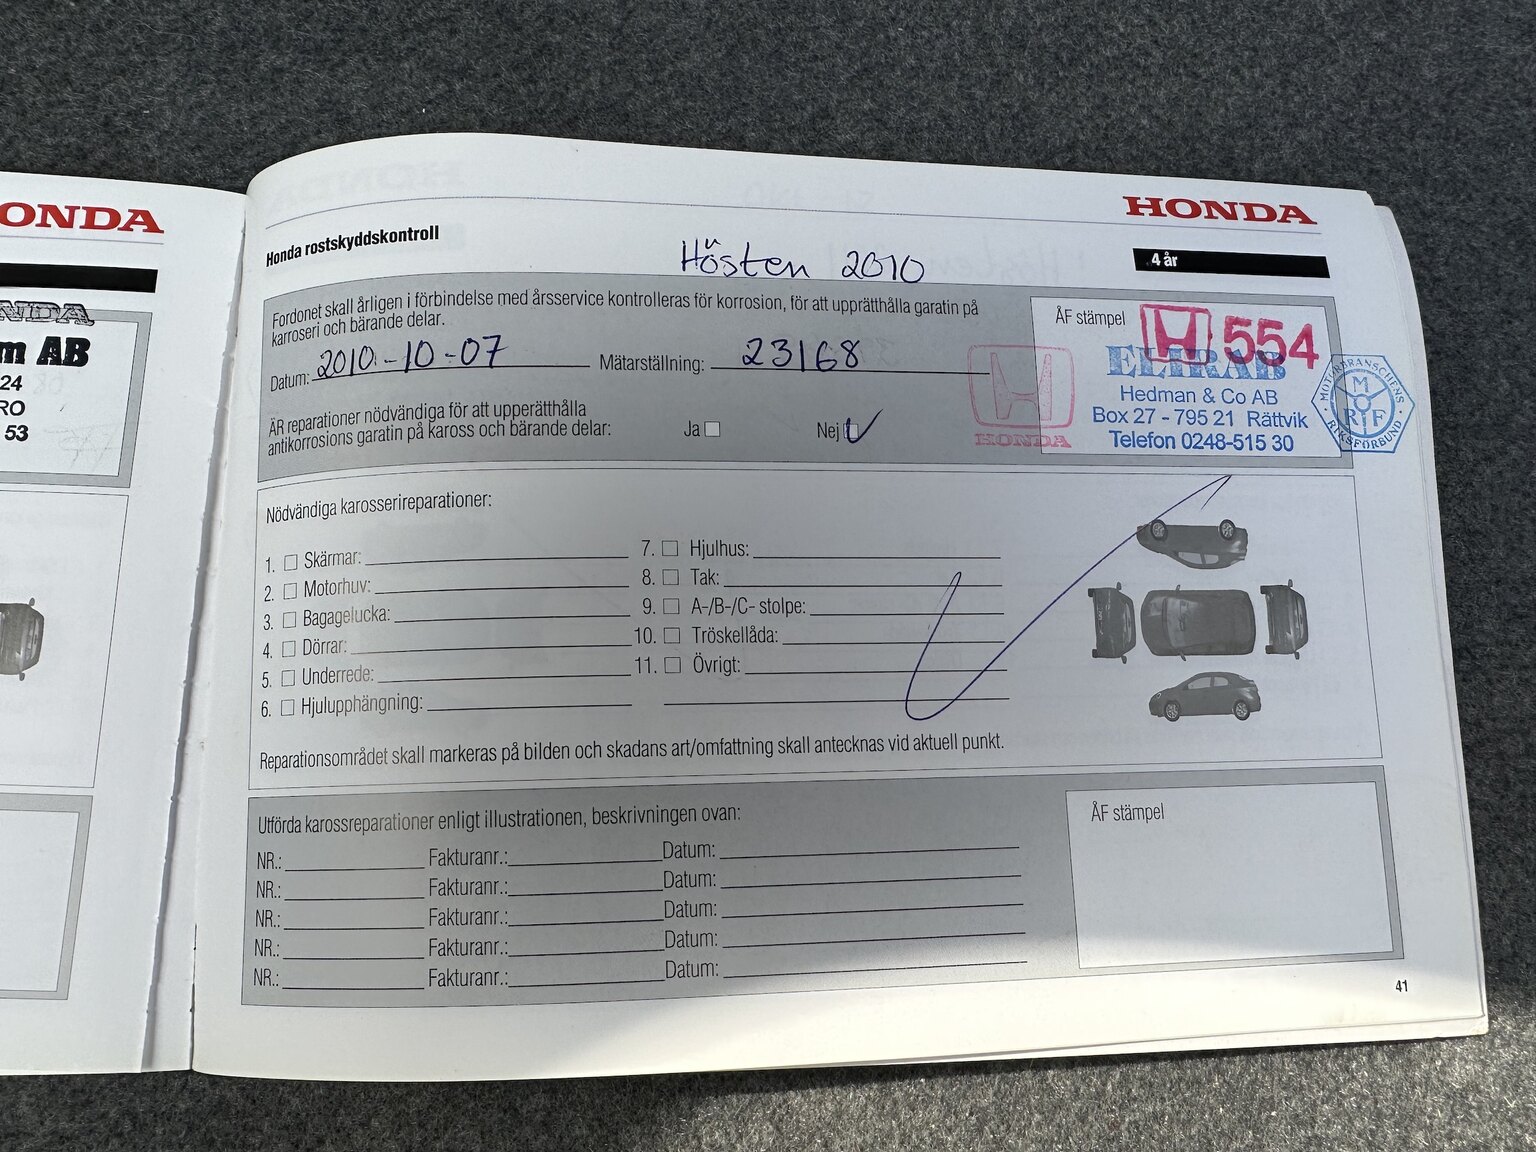 ONDA
NDA
m AB
24
RO
53
HONDA
Honda rostskyddskontroll
Hösten 2010
4 år
Fordonet skall årligen i förbindelse med årsservice kontrolleras för korrosion, för att upprätthålla garatin på
karosseri och bärande delar.
Datum: 2010-10-07 Mätarställning: 23168
ÄR reparationer nödvändiga för att upperätthålla
antikorrosions garatin på kaross och bärande delar: Ja Nej
ÅF stämpel
H 554
HONDA
ELIRAB
Hedman & Co AB
Box 27 - 795 21 Rättvik
Telefon 0248-515 30
MOTORBRANSCHENS
MRF
RIKSFÖRBUND
Nödvändiga karosserireparationer:
1. Skärmar:
2. Motorhuv:
3. Bagagelucka:
4. Dörrar:
5. Underrede:
6. Hjulupphängning:
7. Hjulhus:
8. Tak:
9. A-/B-/C- stolpe:
10. Tröskellåda:
11. Övrigt:
Reparationsområdet skall markeras på bilden och skadans art/omfattning skall antecknas vid aktuell punkt.
Utförda karossreparationer enligt illustrationen, beskrivningen ovan:
NR.: Fakturanr.: Datum:
NR.: Fakturanr.: Datum:
NR.: Fakturanr.: Datum:
NR.: Fakturanr.: Datum:
NR.: Fakturanr.: Datum:
ÅF stämpel
41